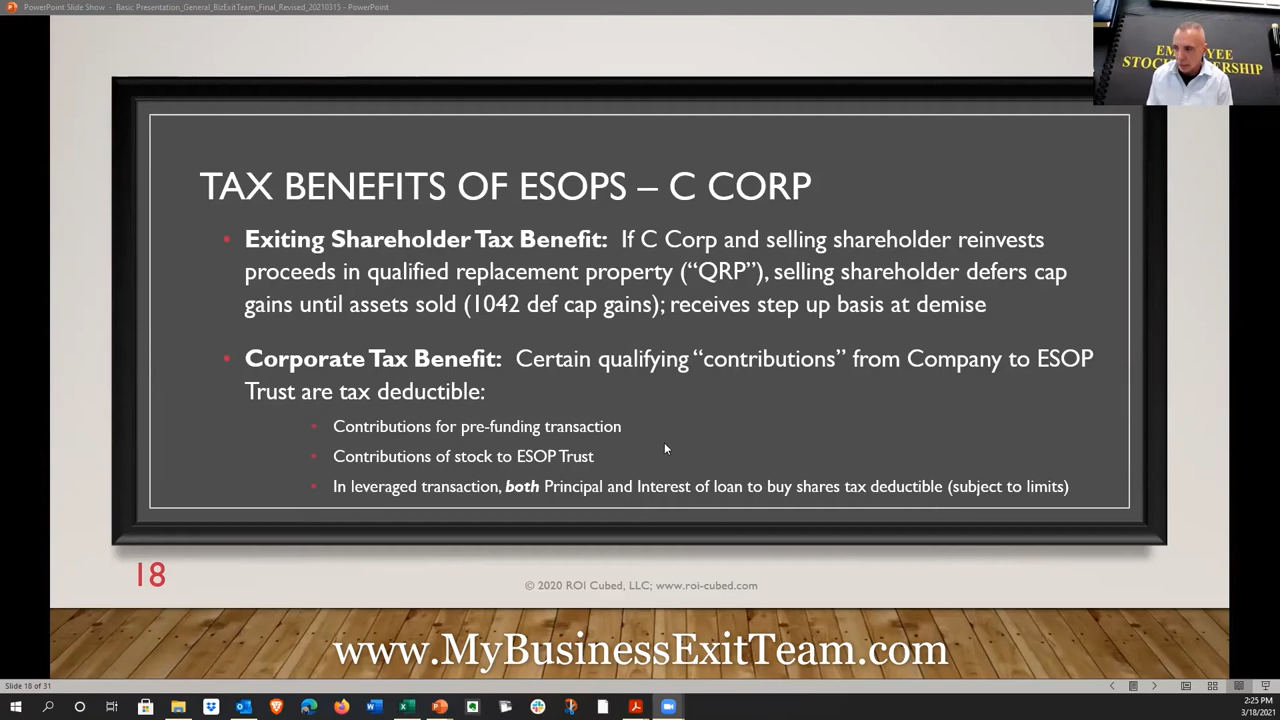 PowerPoint Slide Show - Basic Presentation_General_BizExitTeam_Final_Revised_20210315 - PowerPoint
EMPLOYEE
STOCK OWNERSHIP
TAX BENEFITS OF ESOPS – C CORP
• Exiting Shareholder Tax Benefit: If C Corp and selling shareholder reinvests
proceeds in qualified replacement property (“QRP”), selling shareholder defers cap
gains until assets sold (1042 def cap gains); receives step up basis at demise
• Corporate Tax Benefit: Certain qualifying “contributions” from Company to ESOP
Trust are tax deductible:
• Contributions for pre-funding transaction
• Contributions of stock to ESOP Trust
• In leveraged transaction, both Principal and Interest of loan to buy shares tax deductible (subject to limits)
18
© 2020 ROI Cubed, LLC; www.roi-cubed.com
www.MyBusinessExitTeam.com
Slide 18 of 31
2:25 PM
3/18/2021